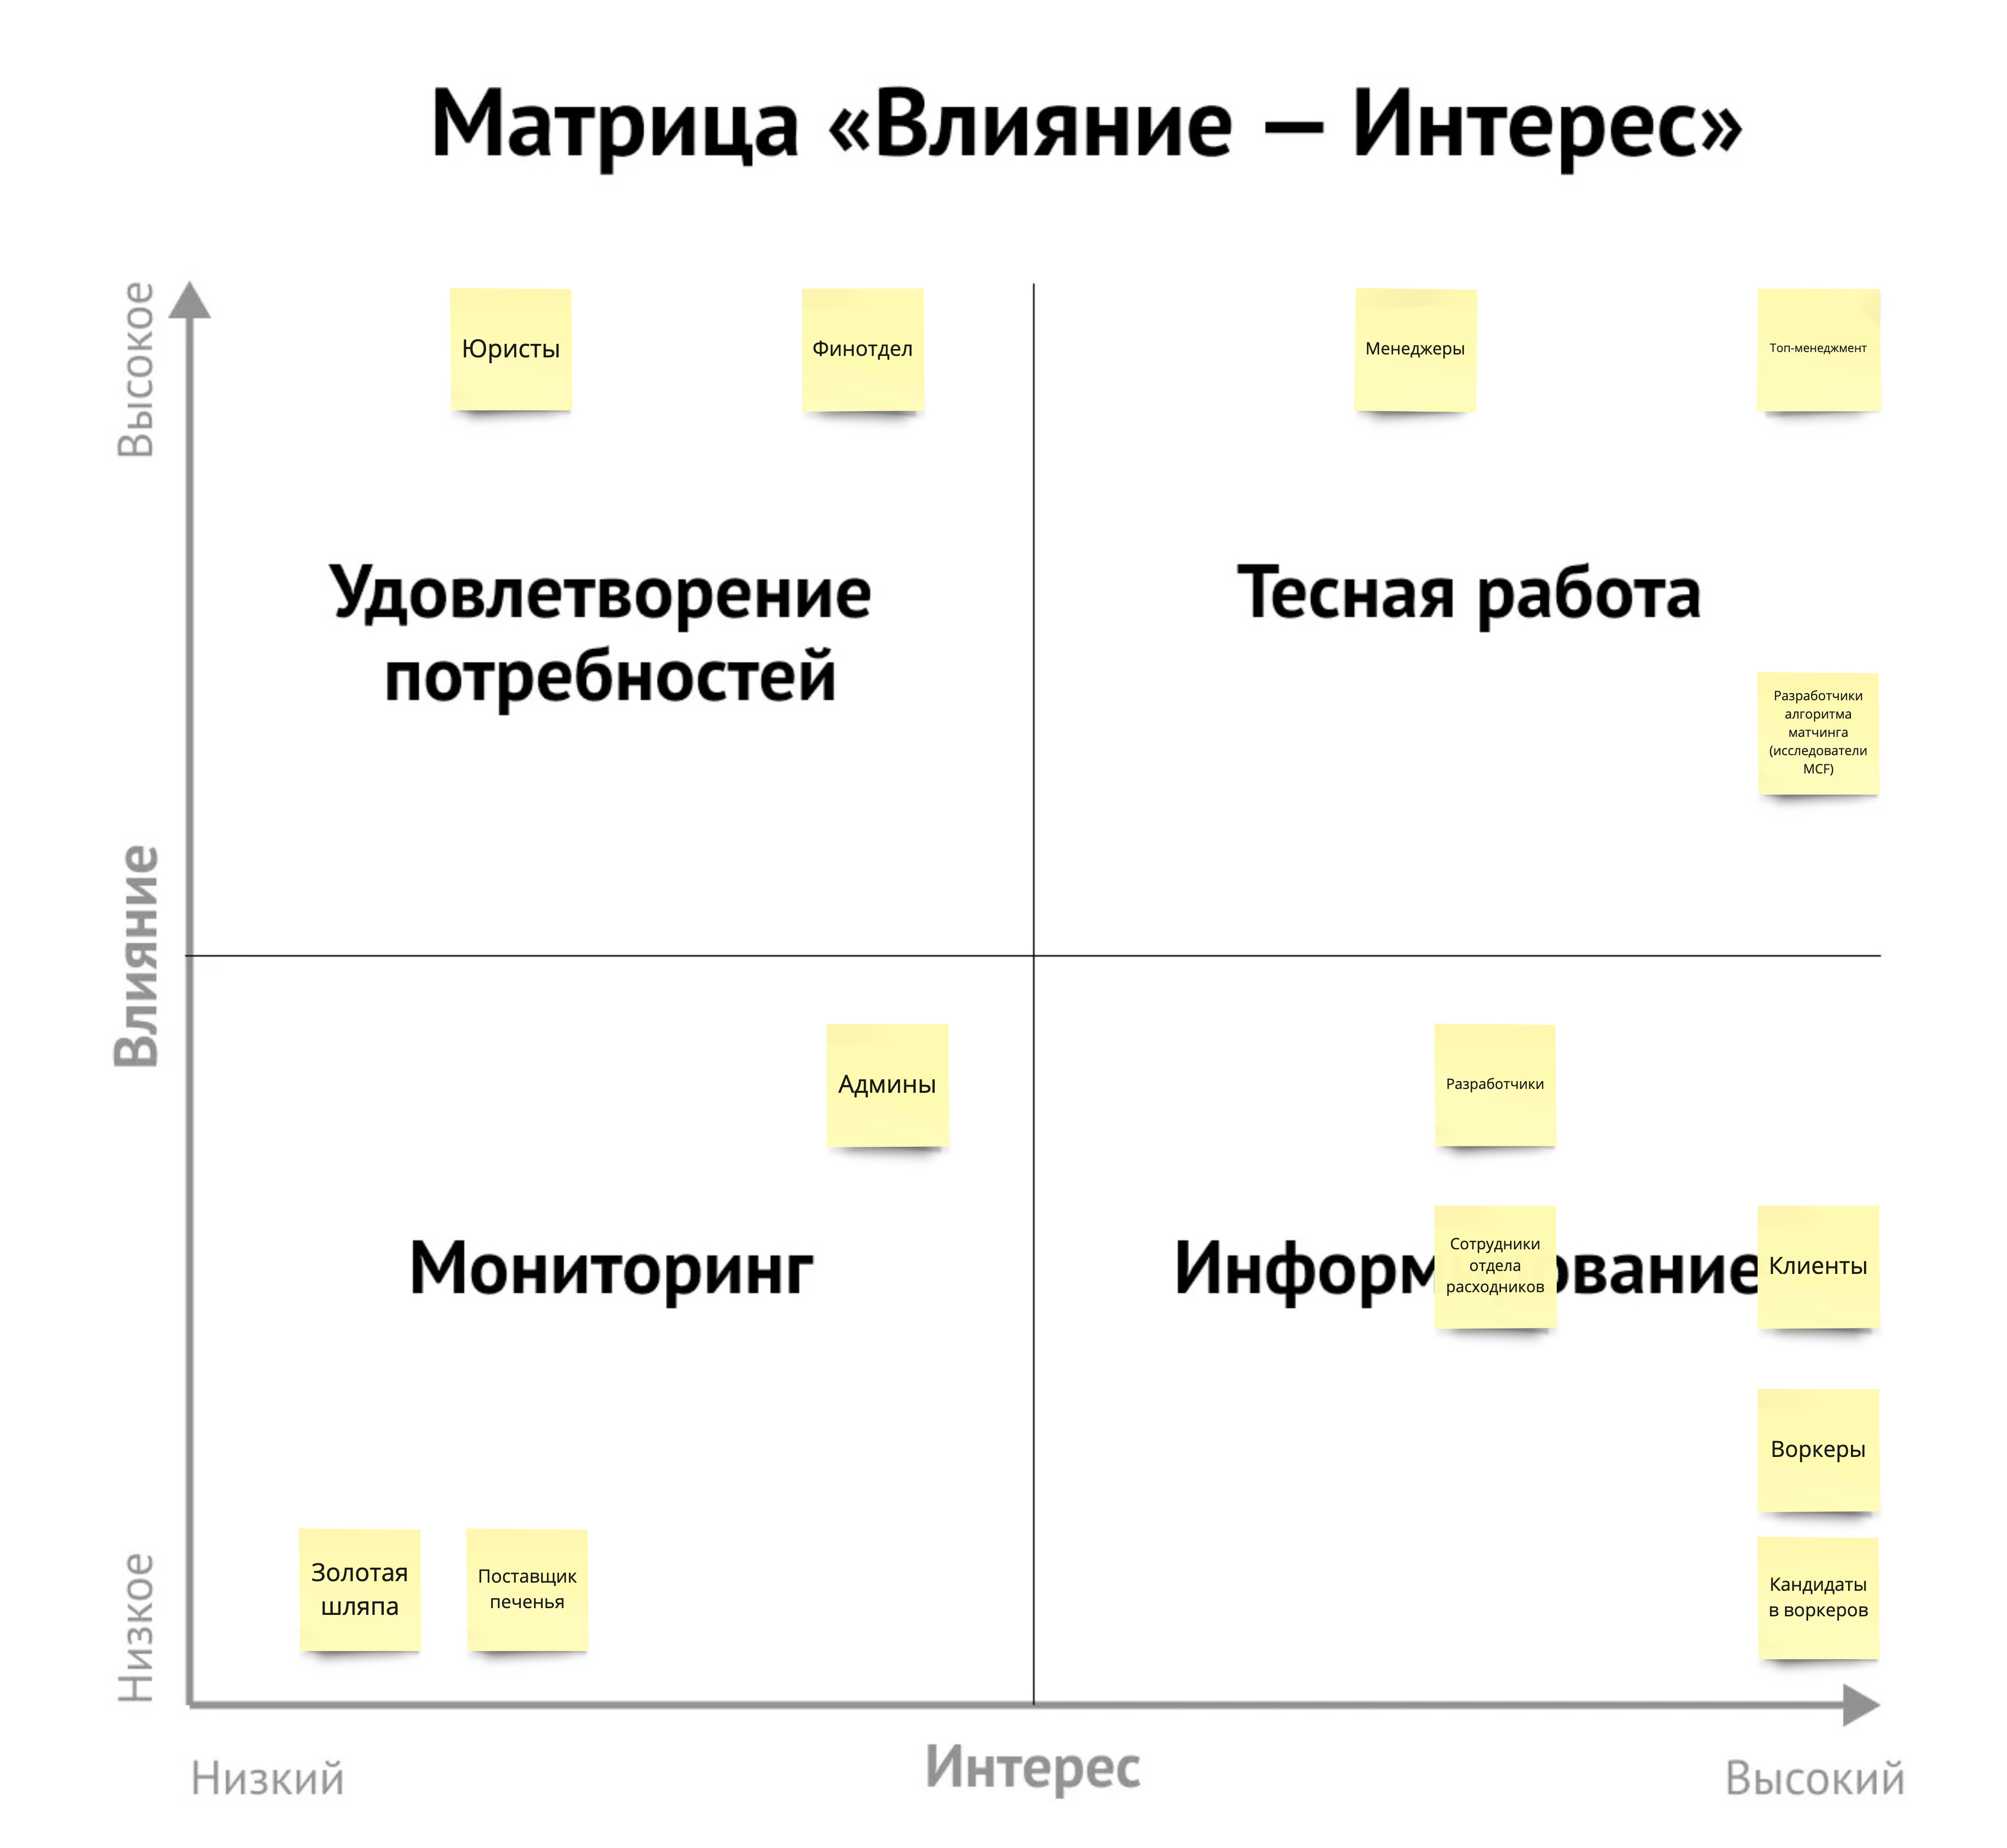 Матрица «Влияние — Интерес»
Высокое
Юристы
Финотдел
Менеджеры
Топ-менеджмент
Удовлетворение
потребностей
Тесная работа
Разработчики
алгоритма
матчинга
(исследователи
MCF)
Влияние
Админы
Разработчики
Мониторинг
Информ
ование
Сотрудники
отдела
расходников
Клиенты
Воркеры
Золотая
шляпа
Поставщик
печенья
Кандидаты
в воркеров
Низкое
Низкий
Интерес
Высокий